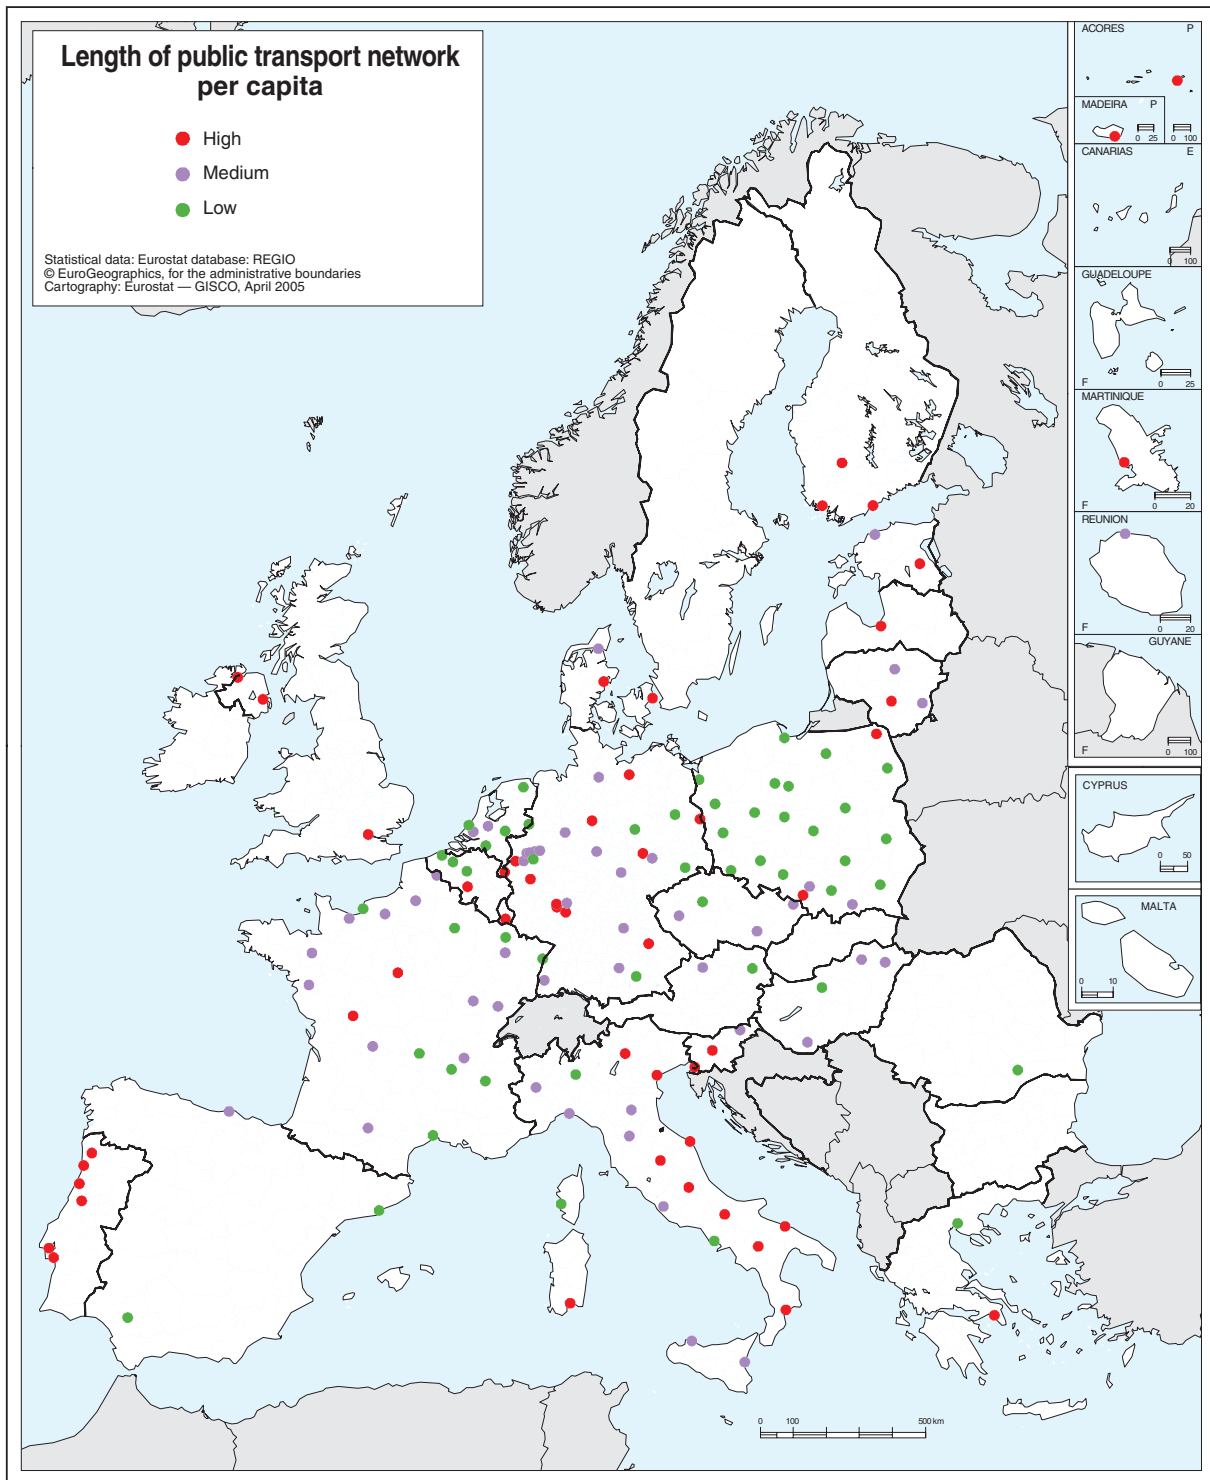 Length of public transport network
per capita
High
Medium
Low
Statistical data: Eurostat database: REGIO
© EuroGeographics, for the administrative boundaries
Cartography: Eurostat — GISCO, April 2005
ACORES P
MADEIRA P
0 25
0 100
CANARIAS E
0 100
GUADELOUPE
F
0 25
MARTINIQUE
F
0 20
REUNION
F
0 20
GUYANE
F
0 100
CYPRUS
0 50
MALTA
0 10
0 100 500 km